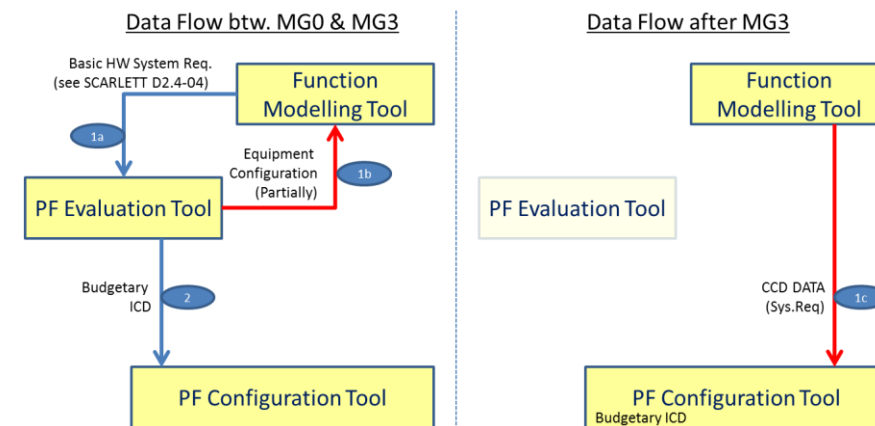 Data Flow btw. MG0 & MG3
Basic HW System Req.
(see SCARLETT D2.4-04)
Function
Modelling Tool
1a
Equipment
Configuration
(Partially)
1b
PF Evaluation Tool
Budgetary
ICD
2
PF Configuration Tool
Data Flow after MG3
Function
Modelling Tool
PF Evaluation Tool
CCD DATA
(Sys.Req)
1c
PF Configuration Tool
Budgetary ICD